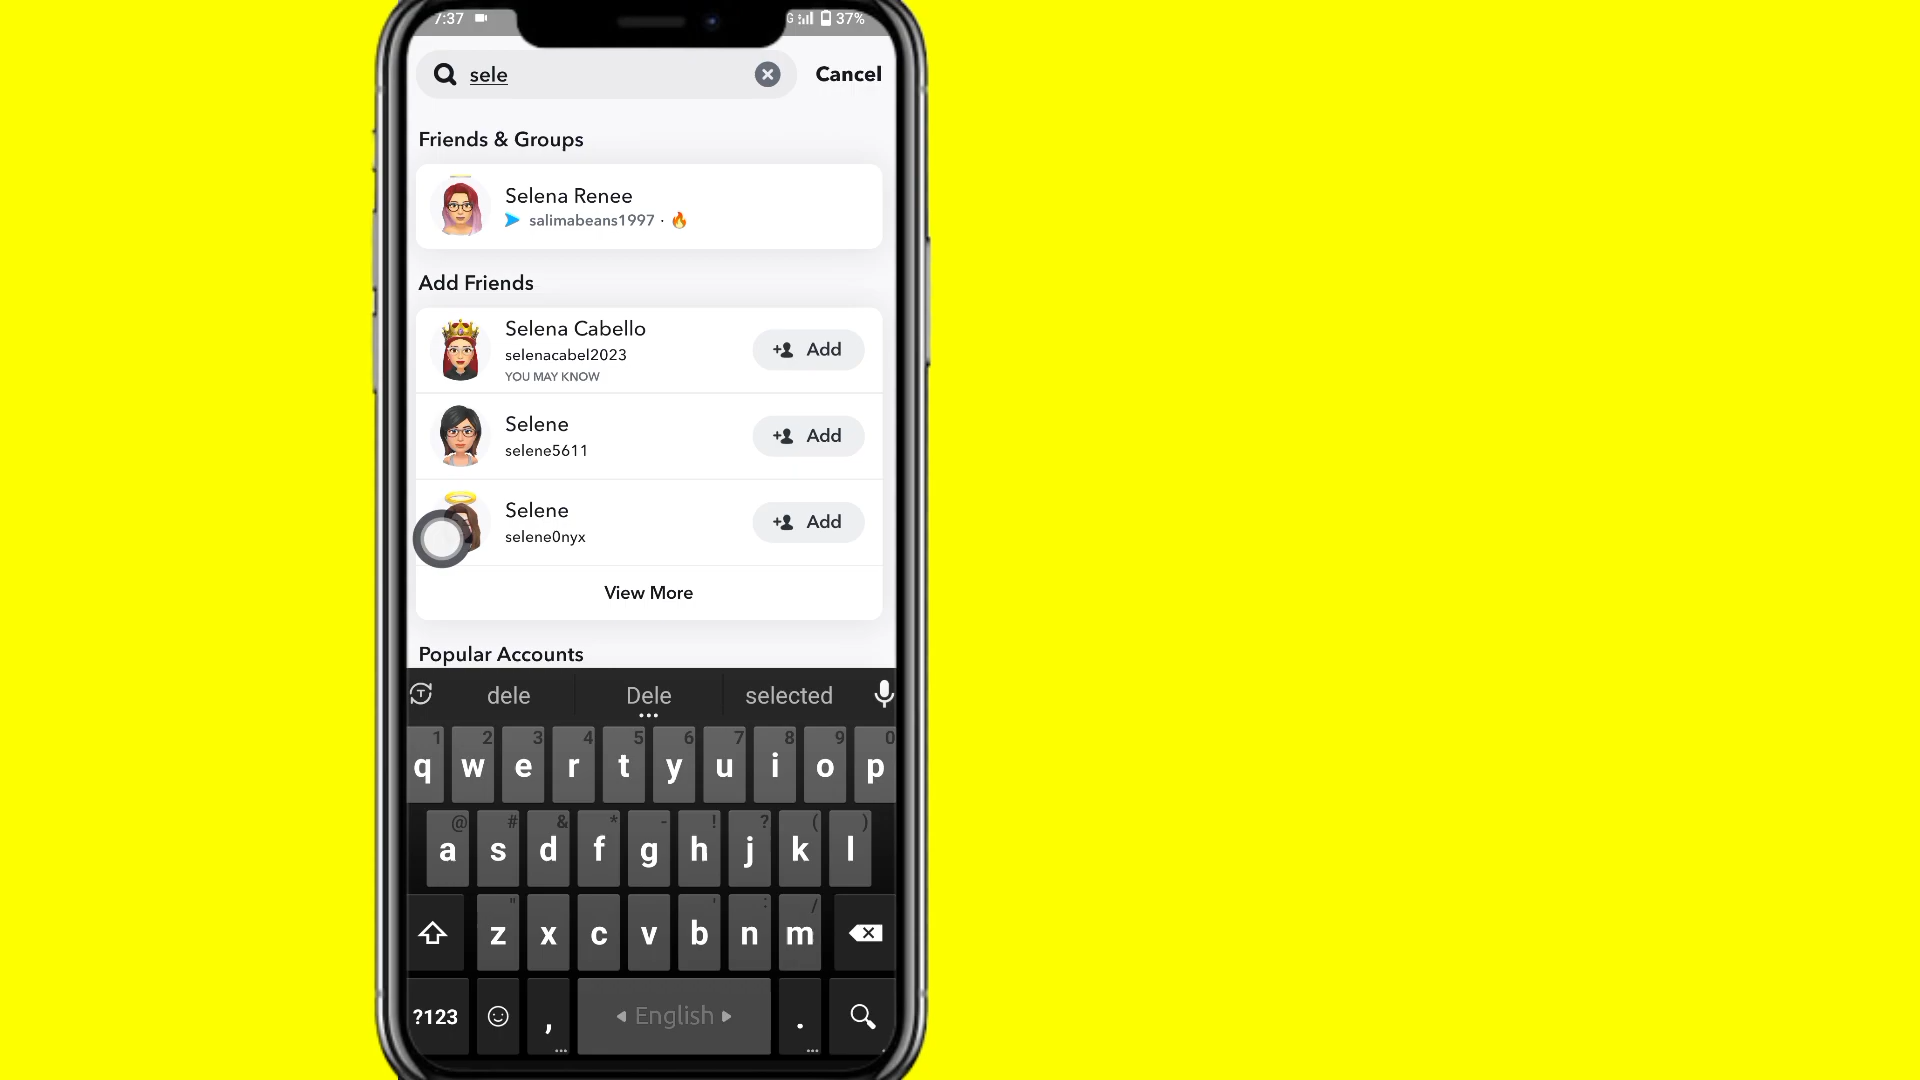 7:37 G 37%
sele Cancel
Friends & Groups
Selena Renee
salimabeans1997 · 🔥
Add Friends
Selena Cabello
selenacabel2023
YOU MAY KNOW
Add
Selene
selene5611
Add
Selene
selene0nyx
Add
View More
Popular Accounts
dele Dele selected
1 2 3 4 5 6 7 8 9 0
q w e r t y u i o p
@ # & * - ! ? ( )
a s d f g h j k l
" ' : /
z x c v b n m
?123 , English .